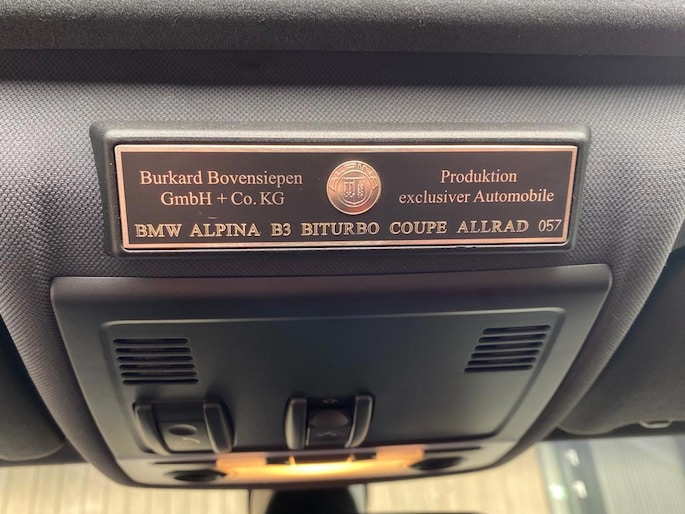 Burkard Bovensiepen
GmbH + Co. KG
Produktion
exclusiver Automobile
BMW ALPINA B3 BITURBO COUPE ALLRAD 057